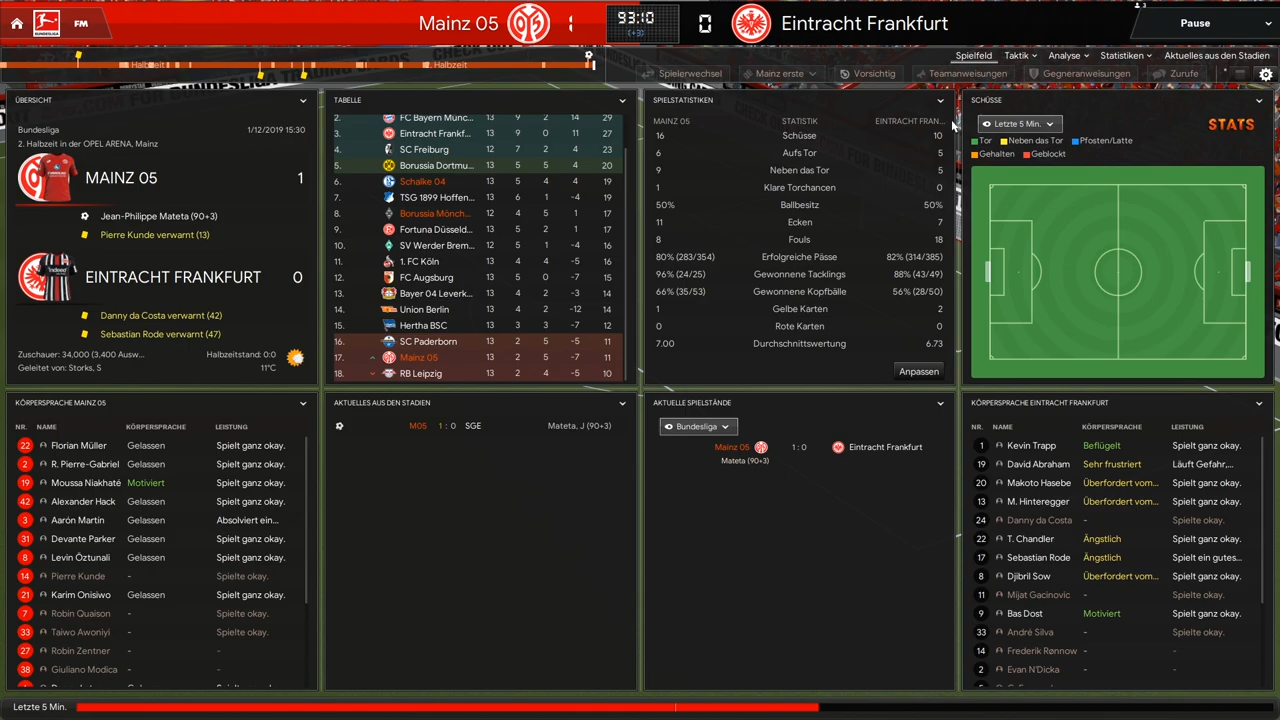 FM
Mainz 05
93:10
(+3)
0
Eintracht Frankfurt
3
Pause
Halbzeit
Halbzeit
Spielfeld
Taktik
Analyse
Statistiken
Aktuelles aus den Stadien
Spielerwechsel
Mainz erste
Vorsichtig
Teamanweisungen
Gegneranweisungen
Zurufe
ÜBERSICHT
Bundesliga 1/12/2019 15:30
2. Halbzeit in der OPEL ARENA, Mainz
MAINZ 05 1
Jean-Philippe Mateta (90+3)
Pierre Kunde verwarnt (13)
EINTRACHT FRANKFURT 0
Danny da Costa verwarnt (42)
Sebastian Rode verwarnt (47)
Zuschauer: 34,000 (3,400 Ausw... Halbzeitstand: 0:0
Geleitet von: Storks, S 11°C
TABELLE
2. FC Bayern Münc... 13 9 2 14 29
3. Eintracht Frankf... 13 9 0 11 27
4. SC Freiburg 12 7 2 4 23
5. Borussia Dortmu... 13 5 5 4 20
6. Schalke 04 13 5 4 4 19
7. TSG 1899 Hoffen... 13 6 1 -4 19
8. Borussia Mönch... 12 4 5 1 17
9. Fortuna Düsseld... 13 5 2 1 17
10. SV Werder Brem... 12 5 1 -4 16
11. 1. FC Köln 13 4 4 -5 16
12. FC Augsburg 13 5 0 -7 15
13. Bayer 04 Leverk... 13 4 2 -3 14
14. Union Berlin 13 4 2 -12 14
15. Hertha BSC 13 3 3 -7 12
16. SC Paderborn 13 2 5 -5 11
17. Mainz 05 13 2 5 -7 11
18. RB Leipzig 13 2 4 -5 10
SPIELSTATISTIKEN
MAINZ 05 STATISTIK EINTRACHT FRAN...
16 Schüsse 10
6 Aufs Tor 5
9 Neben das Tor 5
1 Klare Torchancen 0
50% Ballbesitz 50%
11 Ecken 7
8 Fouls 18
80% (283/354) Erfolgreiche Pässe 82% (314/385)
96% (24/25) Gewonnene Tacklings 88% (43/49)
66% (35/53) Gewonnene Kopfbälle 56% (28/50)
1 Gelbe Karten 2
0 Rote Karten 0
7.00 Durchschnittswertung 6.73
Anpassen
SCHÜSSE
Letzte 5 Min.
STATS
Tor Neben das Tor Pfosten/Latte
Gehalten Geblockt
KÖRPERSPRACHE MAINZ 05
NR. NAME KÖRPERSPRACHE LEISTUNG
22 Florian Müller Gelassen Spielt ganz okay.
2 R. Pierre-Gabriel Gelassen Spielt ganz okay.
19 Moussa Niakhaté Motiviert Spielt ganz okay.
42 Alexander Hack Gelassen Spielt ganz okay.
3 Aarón Martín Gelassen Absolviert ein...
31 Devante Parker Gelassen Spielt ganz okay.
8 Levin Öztunali Gelassen Spielt ganz okay.
14 Pierre Kunde - Spielte okay.
21 Karim Onisiwo Gelassen Spielt ganz okay.
7 Robin Quaison - Spielte okay.
33 Taiwo Awoniyi - Spielte okay.
27 Robin Zentner - -
38 Giuliano Modica - -
AKTUELLES AUS DEN STADIEN
M05 1 : 0 SGE Mateta, J (90+3)
AKTUELLE SPIELSTÄNDE
Bundesliga
Mainz 05 1 : 0 Eintracht Frankfurt
Mateta (90+3)
KÖRPERSPRACHE EINTRACHT FRANKFURT
NR. NAME KÖRPERSPRACHE LEISTUNG
1 Kevin Trapp Beflügelt Spielt ganz okay.
19 David Abraham Sehr frustriert Läuft Gefahr,...
20 Makoto Hasebe Überfordert vom... Spielt ganz okay.
13 M. Hinteregger Überfordert vom... Spielt ganz okay.
24 Danny da Costa - Spielte okay.
22 T. Chandler Ängstlich Spielt ganz okay.
17 Sebastian Rode Ängstlich Spielt ein gutes...
8 Djibril Sow Überfordert vom... Spielt ganz okay.
11 Mijat Gacinovic - Spielte okay.
9 Bas Dost Motiviert Spielt ganz okay.
33 André Silva - Spielte okay.
14 Frederik Rønnow - -
2 Evan N'Dicka - -
Letzte 5 Min.